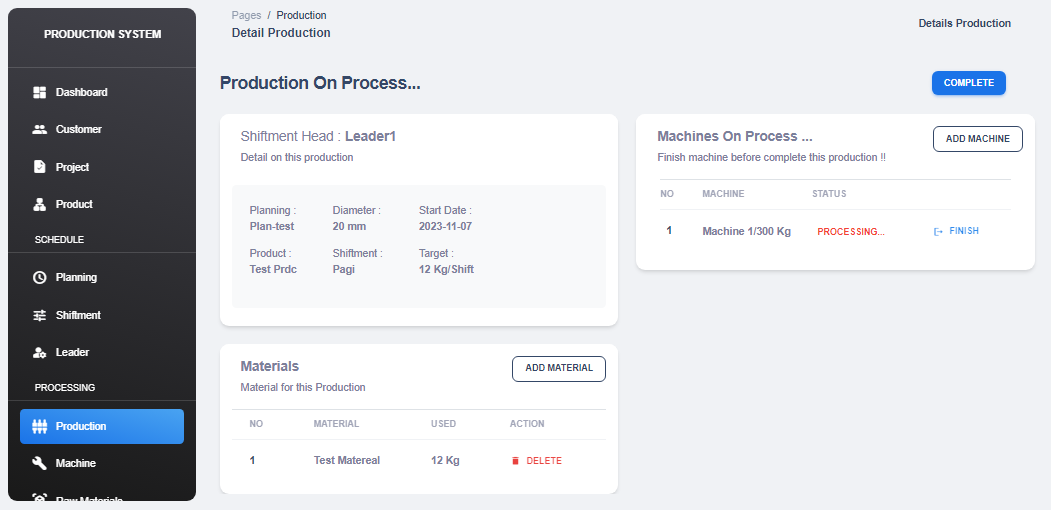 PRODUCTION SYSTEM
Dashboard
Customer
Project
Product
SCHEDULE
Planning
Shiftment
Leader
PROCESSING
Production
Machine
Raw Materials
Pages / Production
Detail Production
Details Production
Production On Process...
COMPLETE
Shiftment Head : Leader1
Detail on this production
Planning : Diameter : Start Date :
Plan-test 20 mm 2023-11-07
Product : Shiftment : Target :
Test Prdc Pagi 12 Kg/Shift
Machines On Process ...
ADD MACHINE
Finish machine before complete this production !!
NO MACHINE STATUS
1 Machine 1/300 Kg PROCESSING... FINISH
Materials
ADD MATERIAL
Material for this Production
NO MATERIAL USED ACTION
1 Test Matereal 12 Kg DELETE